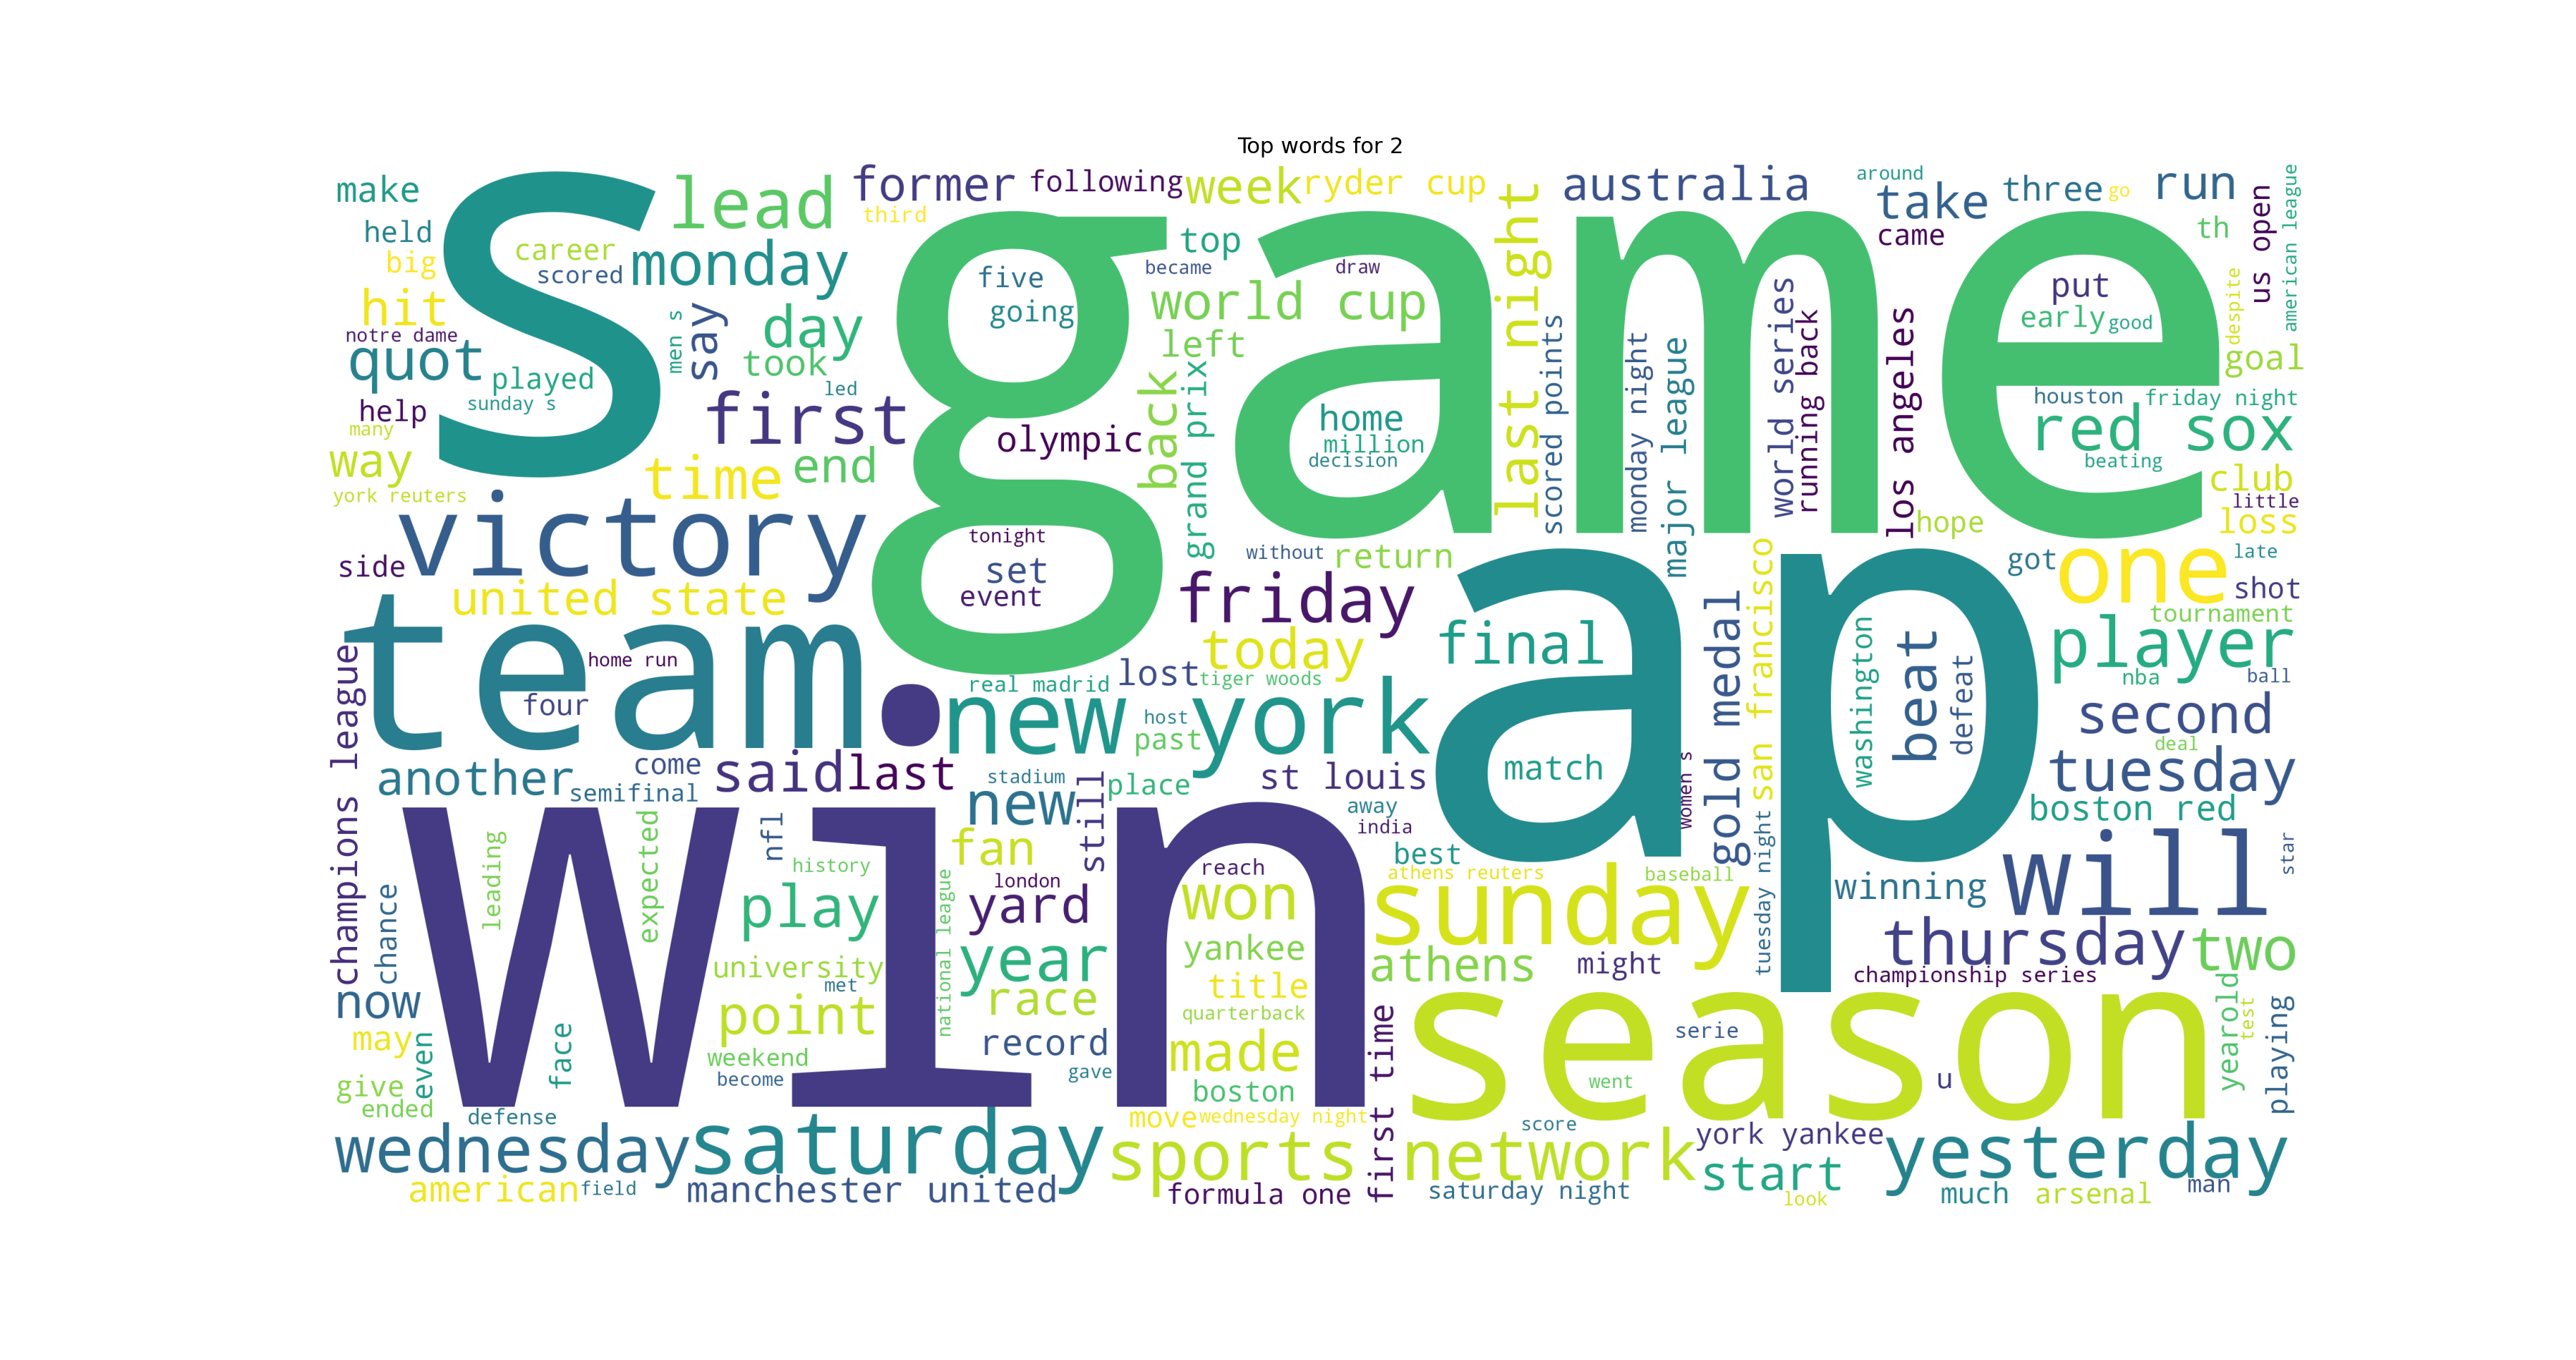 Top words for 2
make
lead
former
following
week
ryder cup
australia
around
take
three
go
run
american league
held
third
career
big
scored
monday
s
game
top
became
draw
last night
came
th
us open
five
going
world cup
put
early
good
despite
hit
notre dame
quot
men s
say
day
took
left
goal
played
led
sunday s
help
many
way
york reuters
first
time
end
olympic
back
grand prix
home
million
decision
scored points
monday night
major league
world series
running back
los angeles
houston
friday night
red sox
beating
club
little
loss
hope
victory
side
united state
tonight
set
event
without
return
friday
today
final
got
one
late
shot
tournament
player
nba
ball
team
home run
four
.
real madrid
lost
tiger woods
new york
host
past
ap
gold medal
san francisco
washington
beat
defeat
second
deal
tuesday
boston red
champions league
another
come
semifinal
said
last
stadium
new
still
place
st louis
match
women s
away
india
best
athens reuters
baseball
sunday
tuesday night
winning
will
star
win
leading
expected
nfl
history
fan
london
yard
reach
won
play
national league
year
yankee
athens
might
thursday
two
championship series
chance
now
may
even
give
ended
face
university
met
point
weekend
become
race
record
gave
title
quarterback
made
boston
first time
season
serie
went
u
yearold
test
playing
defense
move
wednesday night
wednesday
saturday
sports
network
score
york yankee
start
yesterday
american
field
manchester united
formula one
saturday night
look
much
arsenal
man